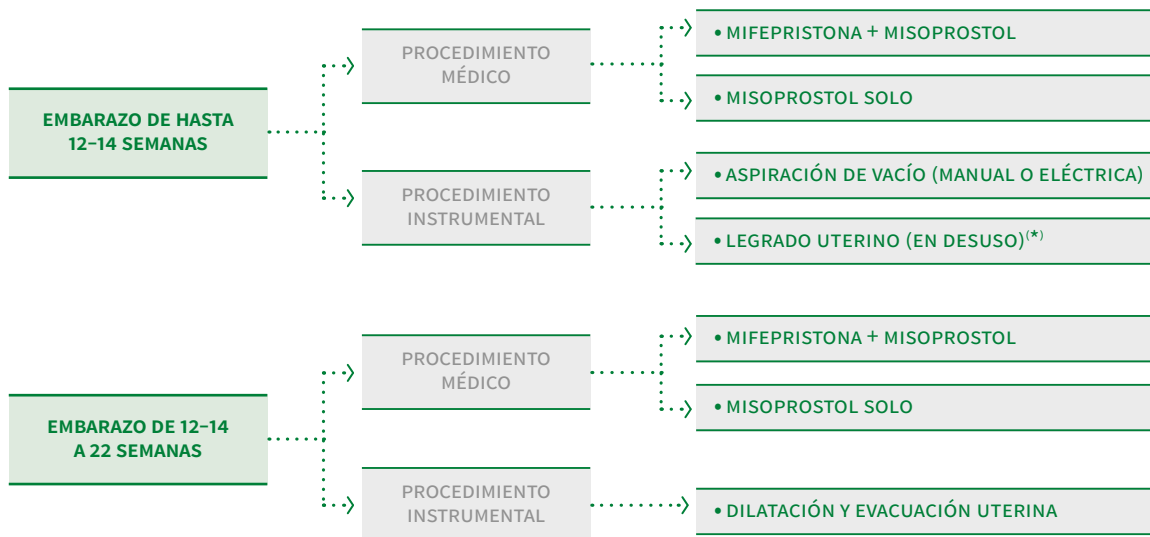 EMBARAZO DE HASTA
12–14 SEMANAS
PROCEDIMIENTO
MÉDICO
• MIFEPRISTONA + MISOPROSTOL
• MISOPROSTOL SOLO
PROCEDIMIENTO
INSTRUMENTAL
• ASPIRACIÓN DE VACÍO (MANUAL O ELÉCTRICA)
• LEGRADO UTERINO (EN DESUSO)(*)
EMBARAZO DE 12–14
A 22 SEMANAS
PROCEDIMIENTO
MÉDICO
• MIFEPRISTONA + MISOPROSTOL
• MISOPROSTOL SOLO
PROCEDIMIENTO
INSTRUMENTAL
• DILATACIÓN Y EVACUACIÓN UTERINA